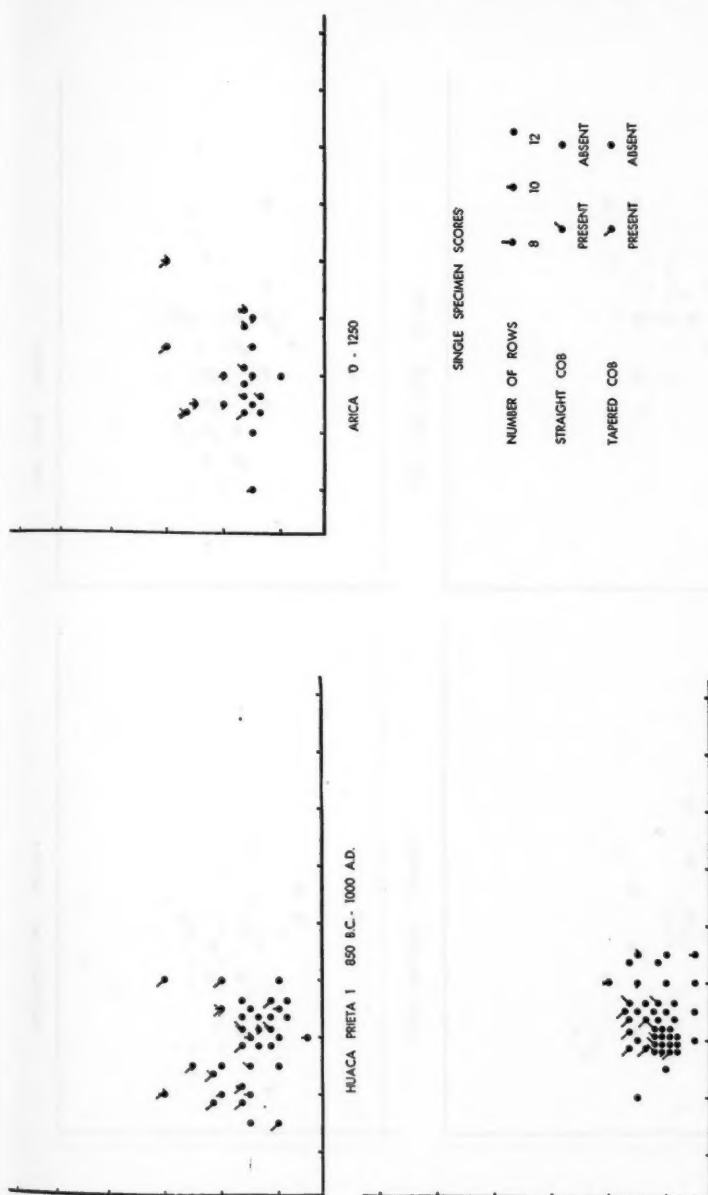 ARICA 0 - 1250
SINGLE SPECIMEN SCORES
NUMBER OF ROWS
8 10 12
STRAIGHT COB
PRESENT ABSENT
TAPERED COB
PRESENT ABSENT
HUACA PRIETA 1 850 B.C.- 1000 A.D.